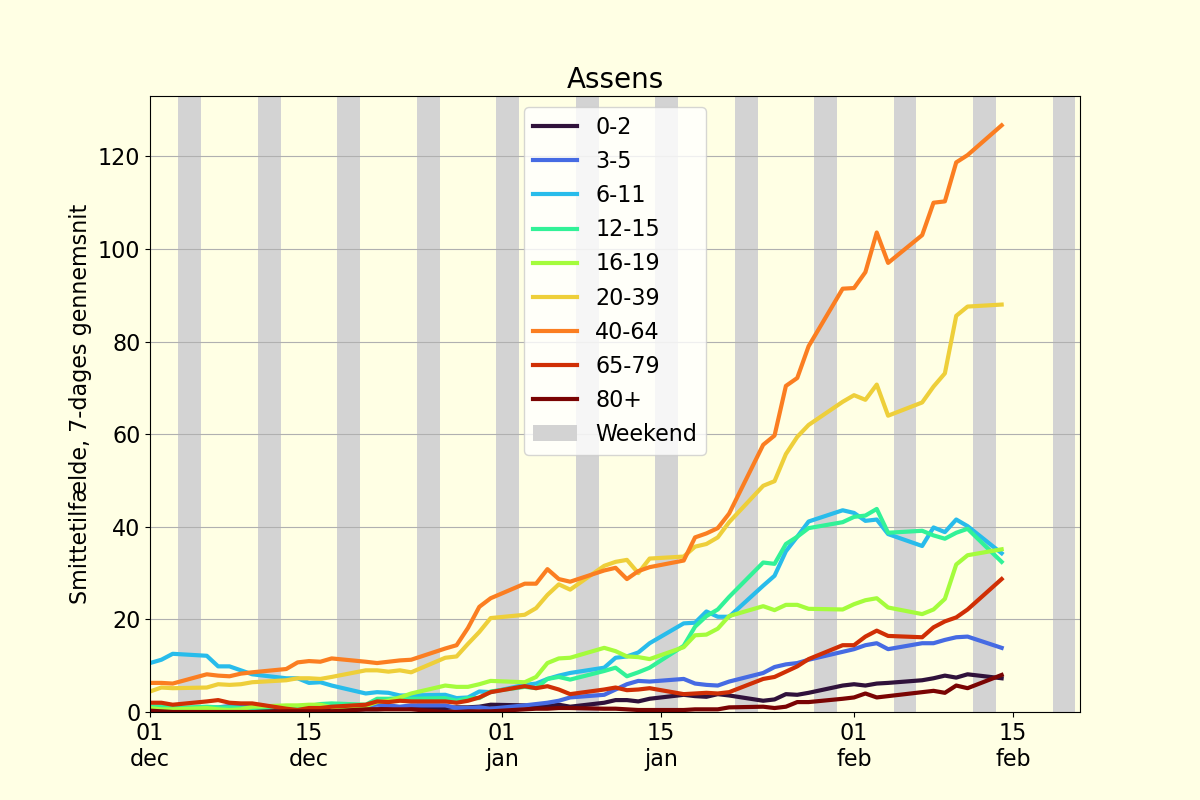 Assens
Smittetilfælde, 7-dages gennemsnit
120
100
80
60
40
20
0
0-2
3-5
6-11
12-15
16-19
20-39
40-64
65-79
80+
Weekend
01
dec
15
dec
01
jan
15
jan
01
feb
15
feb